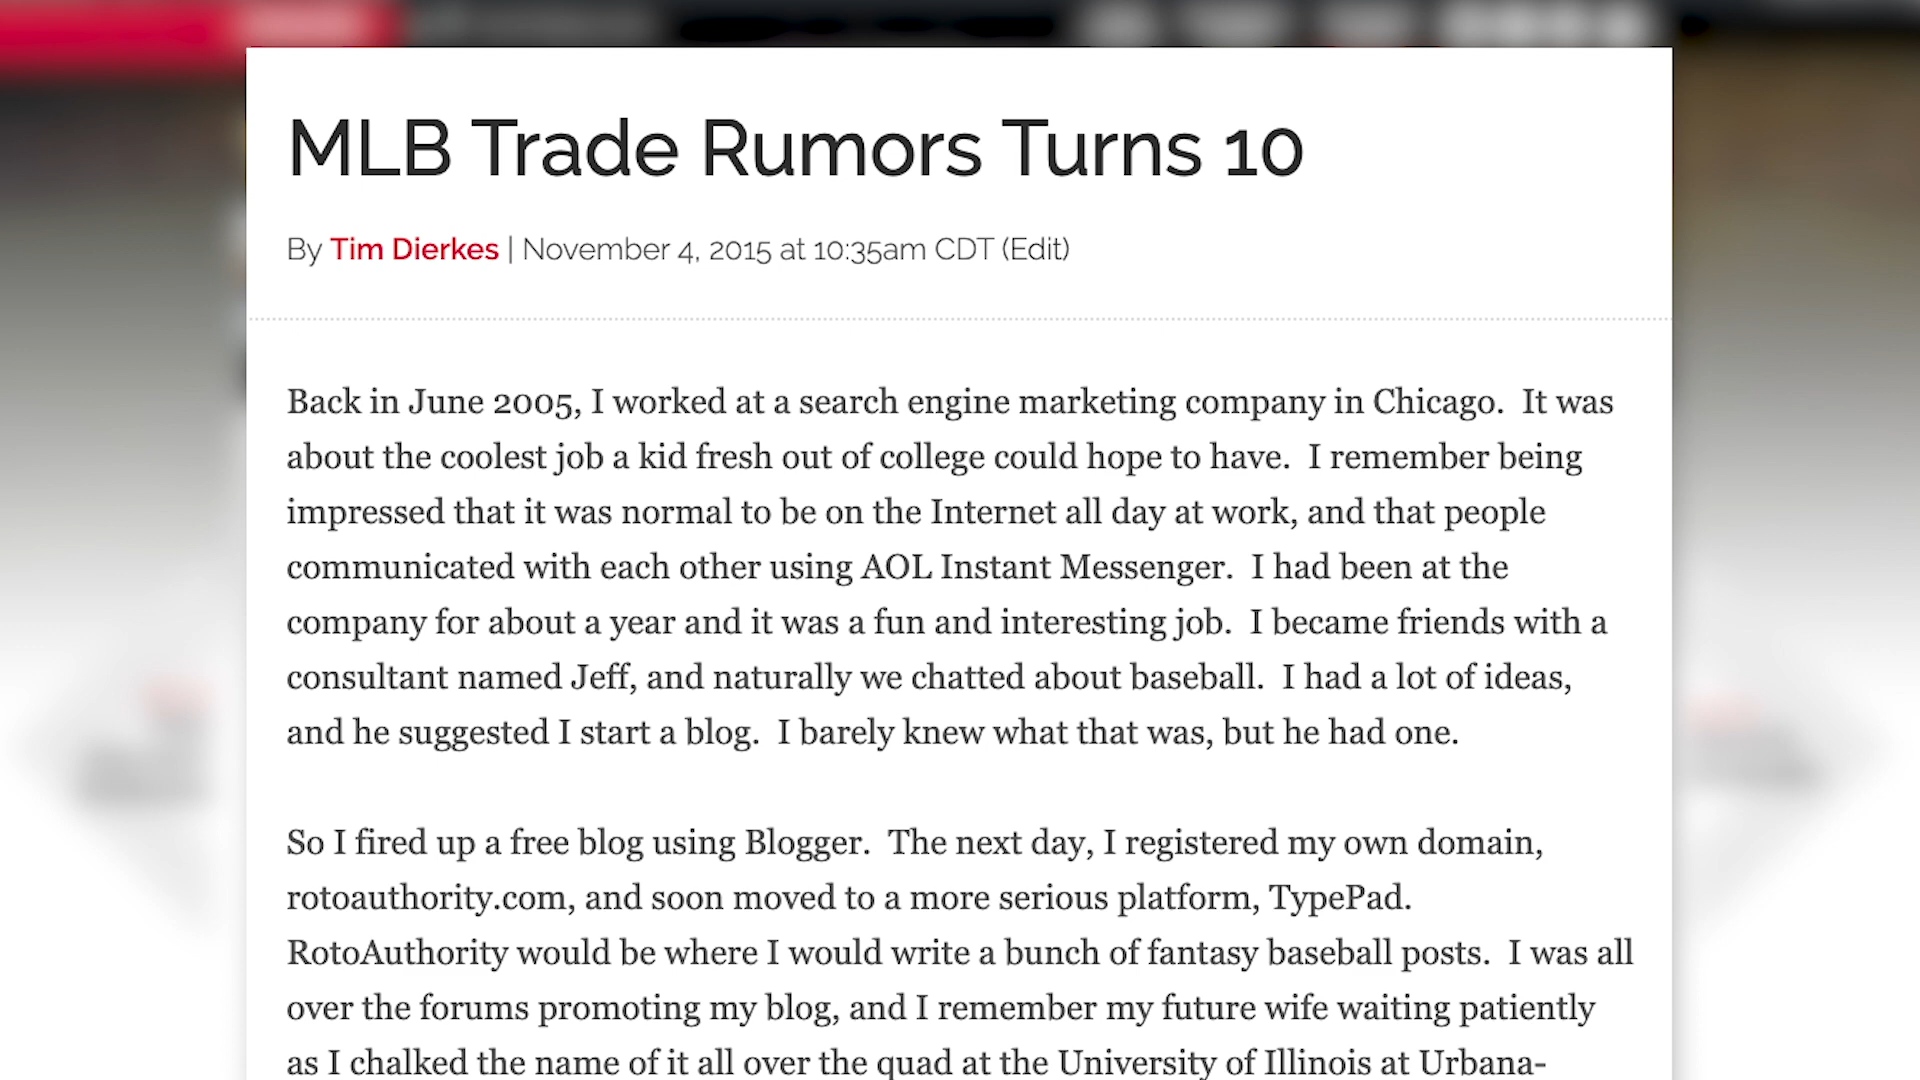 MLB Trade Rumors Turns 10
By Tim Dierkes | November 4, 2015 at 10:35am CDT (Edit)
Back in June 2005, I worked at a search engine marketing company in Chicago.  It was
about the coolest job a kid fresh out of college could hope to have.  I remember being
impressed that it was normal to be on the Internet all day at work, and that people
communicated with each other using AOL Instant Messenger.  I had been at the
company for about a year and it was a fun and interesting job.  I became friends with a
consultant named Jeff, and naturally we chatted about baseball.  I had a lot of ideas,
and he suggested I start a blog.  I barely knew what that was, but he had one.
So I fired up a free blog using Blogger.  The next day, I registered my own domain,
rotoauthority.com, and soon moved to a more serious platform, TypePad.
RotoAuthority would be where I would write a bunch of fantasy baseball posts.  I was all
over the forums promoting my blog, and I remember my future wife waiting patiently
as I chalked the name of it all over the quad at the University of Illinois at Urbana-